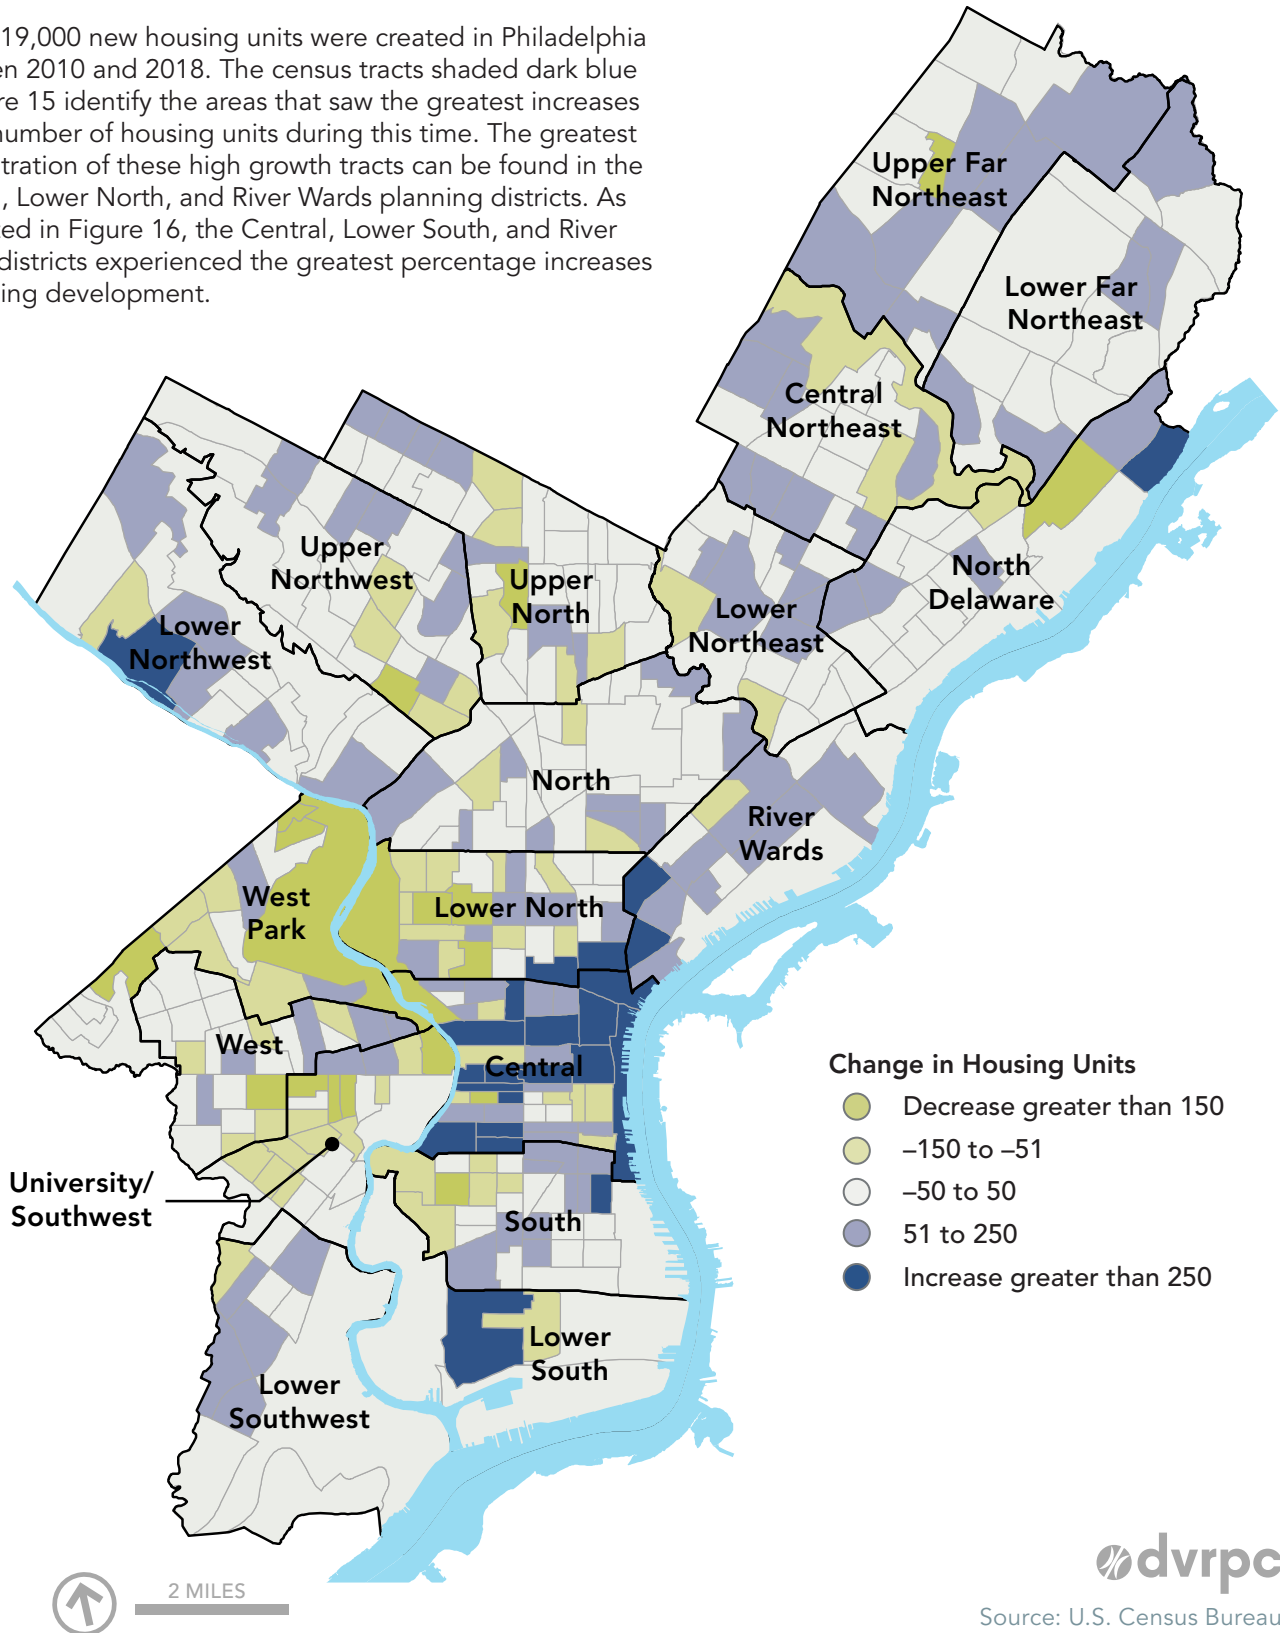 19,000 new housing units were created in Philadelphia
en 2010 and 2018. The census tracts shaded dark blue
re 15 identify the areas that saw the greatest increases
number of housing units during this time. The greatest
tration of these high growth tracts can be found in the
, Lower North, and River Wards planning districts. As
ed in Figure 16, the Central, Lower South, and River
districts experienced the greatest percentage increases
ing development.
Upper Far
Northeast
Lower Far
Northeast
Central
Northeast
Upper
Northwest
Upper
North
North
Delaware
Lower
Northeast
Lower
Northwest
North
River
Wards
West
Park
Lower North
West
Central
University/
Southwest
South
Lower
South
Lower
Southwest
Change in Housing Units
Decrease greater than 150
–150 to –51
–50 to 50
51 to 250
Increase greater than 250
2 MILES
dvrpc
Source: U.S. Census Bureau